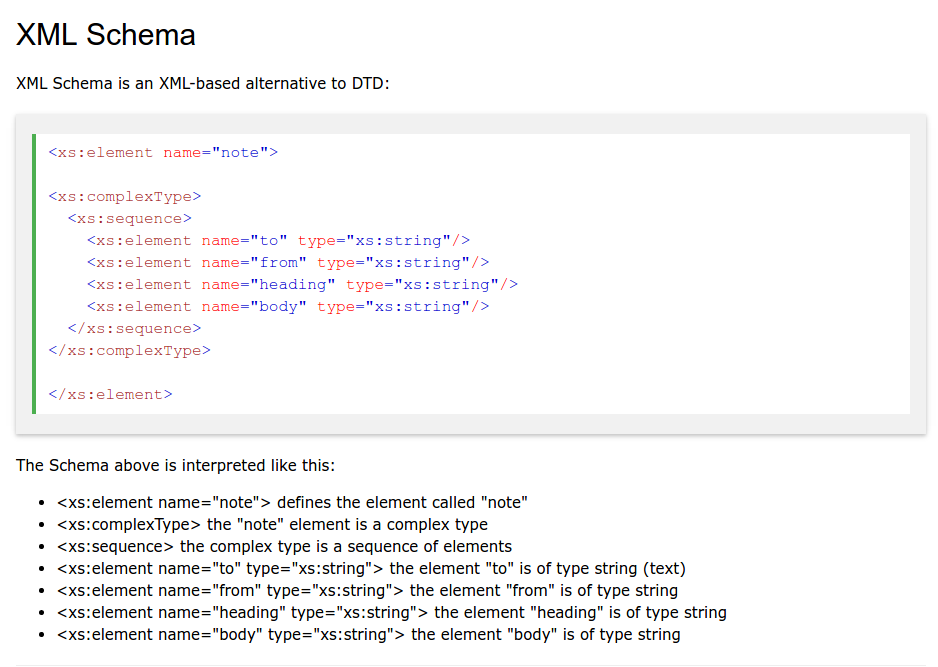 XML Schema
XML Schema is an XML-based alternative to DTD:
<xs:element name="note">
<xs:complexType>
  <xs:sequence>
    <xs:element name="to" type="xs:string"/>
    <xs:element name="from" type="xs:string"/>
    <xs:element name="heading" type="xs:string"/>
    <xs:element name="body" type="xs:string"/>
  </xs:sequence>
</xs:complexType>
</xs:element>
The Schema above is interpreted like this:
• <xs:element name="note"> defines the element called "note"
• <xs:complexType> the "note" element is a complex type
• <xs:sequence> the complex type is a sequence of elements
• <xs:element name="to" type="xs:string"> the element "to" is of type string (text)
• <xs:element name="from" type="xs:string"> the element "from" is of type string
• <xs:element name="heading" type="xs:string"> the element "heading" is of type string
• <xs:element name="body" type="xs:string"> the element "body" is of type string